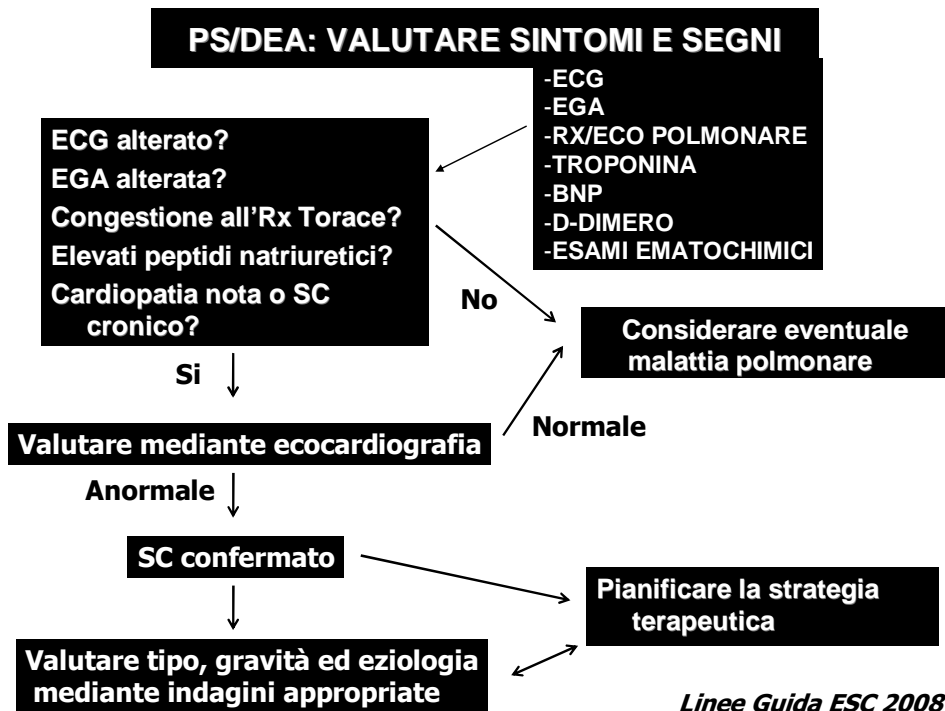 PS/DEA: VALUTARE SINTOMI E SEGNI
-ECG
-EGA
-RX/ECO POLMONARE
-TROPONINA
-BNP
-D-DIMERO
-ESAMI EMATOCHIMICI
ECG alterato?
EGA alterata?
Congestione all'Rx Torace?
Elevati peptidi natriuretici?
Cardiopatia nota o SC
cronico?
No
Considerare eventuale
malattia polmonare
Si
Normale
Valutare mediante ecocardiografia
Anormale
SC confermato
Pianificare la strategia
terapeutica
Valutare tipo, gravità ed eziologia
mediante indagini appropriate
Linee Guida ESC 2008